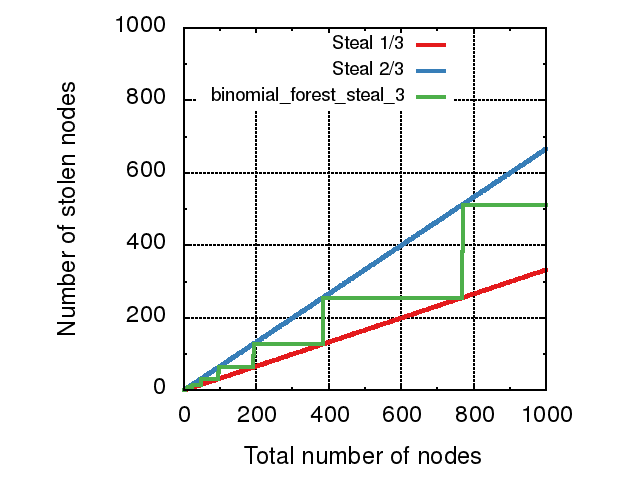 1000
800
600
400
200
0
Number of stolen nodes
Steal 1/3
Steal 2/3
binomial_forest_steal_3
0 200 400 600 800 1000
Total number of nodes